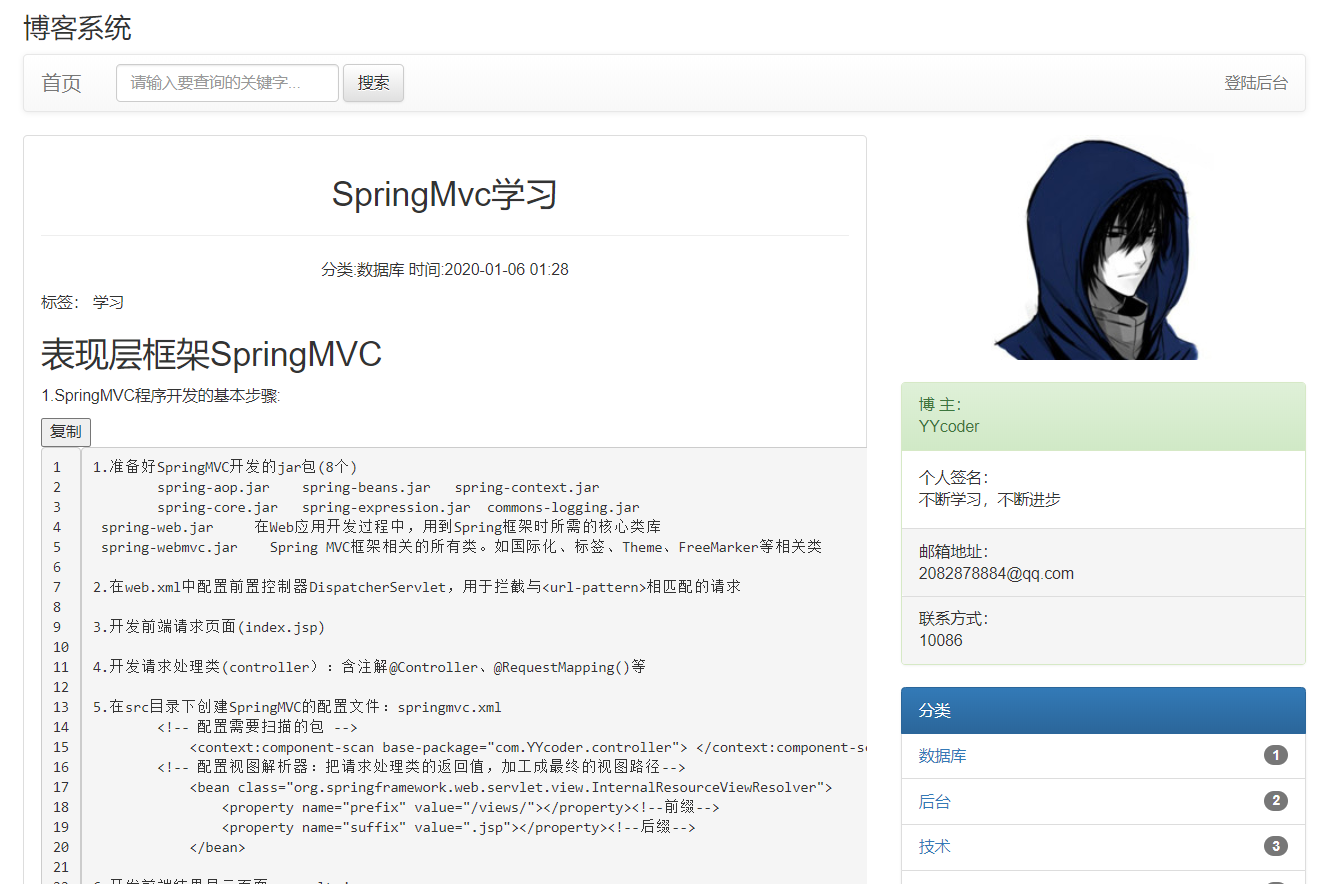 博客系统
首页 请输入要查询的关键字... 搜索 登陆后台
SpringMvc学习
分类:数据库 时间:2020-01-06 01:28
标签: 学习
表现层框架SpringMVC
1.SpringMVC程序开发的基本步骤:
复制
1 1.准备好SpringMVC开发的jar包(8个)
2 spring-aop.jar spring-beans.jar spring-context.jar
3 spring-core.jar spring-expression.jar commons-logging.jar
4 spring-web.jar 在Web应用开发过程中，用到Spring框架时所需的核心类库
5 spring-webmvc.jar Spring MVC框架相关的所有类。如国际化、标签、Theme、FreeMarker等相关类
6
7 2.在web.xml中配置前置控制器DispatcherServlet，用于拦截与<url-pattern>相匹配的请求
8
9 3.开发前端请求页面(index.jsp)
10
11 4.开发请求处理类(controller）：含注解@Controller、@RequestMapping()等
12
13 5.在src目录下创建SpringMVC的配置文件：springmvc.xml
14 <!-- 配置需要扫描的包 -->
15 <context:component-scan base-package="com.YYcoder.controller"> </context:component-s
16 <!-- 配置视图解析器：把请求处理类的返回值，加工成最终的视图路径-->
17 <bean class="org.springframework.web.servlet.view.InternalResourceViewResolver">
18 <property name="prefix" value="/views/"></property><!--前缀-->
19 <property name="suffix" value=".jsp"></property><!--后缀-->
20 </bean>
21
博 主：
YYcoder
个人签名：
不断学习，不断进步
邮箱地址：
2082878884@qq.com
联系方式：
10086
分类
数据库 1
后台 2
技术 3